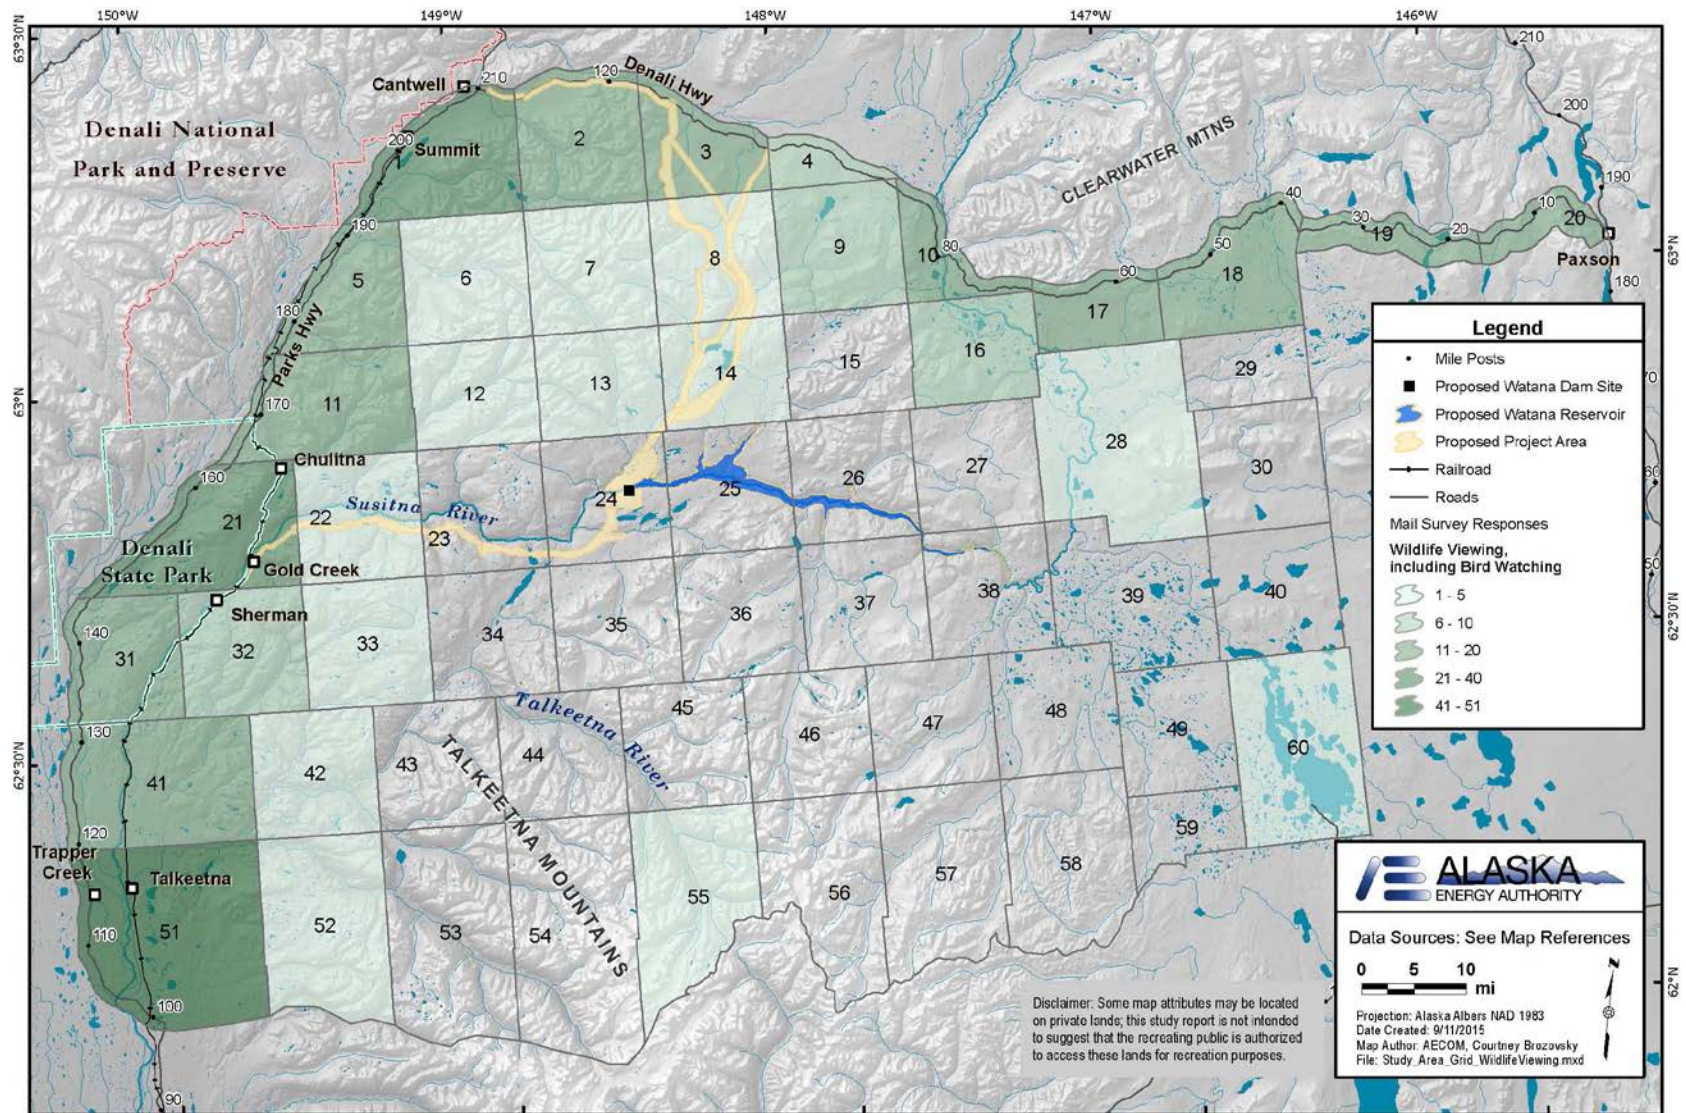 150°W
149°W
148°W
147°W
146°W
63°30'N
63°N
62°30'N
63°N
62°30'N
62°N
Denali National
Park and Preserve
Cantwell
210
120
Denali Hwy
210
200
190
180
Summit
200
190
180
170
160
140
130
120
110
100
90
Parks Hwy
CLEARWATER MTNS
80
60
50
40
30
20
10
Paxson
2
3
4
5
6
7
8
9
10
17
18
19
20
11
12
13
14
15
16
28
29
Chulitna
21
22
Susitna River
23
24
25
26
27
30
Denali
State Park
Gold Creek
Sherman
31
32
33
34
35
36
37
38
39
40
Talkeetna River
41
42
43
44
45
46
47
48
49
60
TALKEETNA MOUNTAINS
Trapper
Creek
Talkeetna
51
52
53
54
55
56
57
58
59
70
60
50
Legend
Mile Posts
Proposed Watana Dam Site
Proposed Watana Reservoir
Proposed Project Area
Railroad
Roads
Mail Survey Responses
Wildlife Viewing,
including Bird Watching
1 - 5
6 - 10
11 - 20
21 - 40
41 - 51
ALASKA
ENERGY AUTHORITY
Data Sources: See Map References
0 5 10
mi
N
Projection: Alaska Albers NAD 1983
Date Created: 9/11/2015
Map Author: AECOM, Courtney Brozovsky
File: Study_Area_Grid_WildlifeViewing.mxd
Disclaimer: Some map attributes may be located
on private lands; this study report is not intended
to suggest that the recreating public is authorized
to access these lands for recreation purposes.